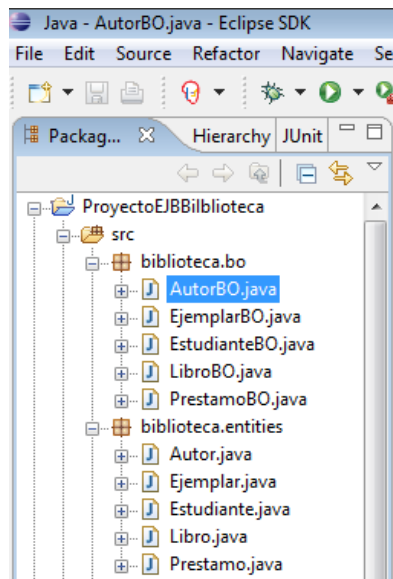 Java - AutorBO.java - Eclipse SDK
File Edit Source Refactor Navigate Se
Packag... Hierarchy JUnit
ProyectoEJBBilblioteca
src
biblioteca.bo
AutorBO.java
EjemplarBO.java
EstudianteBO.java
LibroBO.java
PrestamoBO.java
biblioteca.entities
Autor.java
Ejemplar.java
Estudiante.java
Libro.java
Prestamo.java